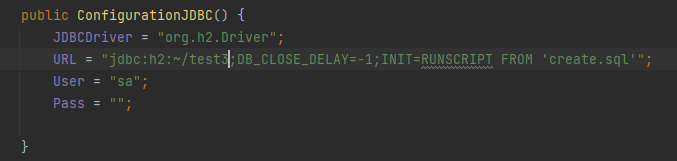 public ConfigurationJDBC() {
JDBCDriver = "org.h2.Driver";
URL = "jdbc:h2:~/test3;DB_CLOSE_DELAY=-1;INIT=RUNSCRIPT FROM 'create.sql'";
User = "sa";
Pass = "";
}